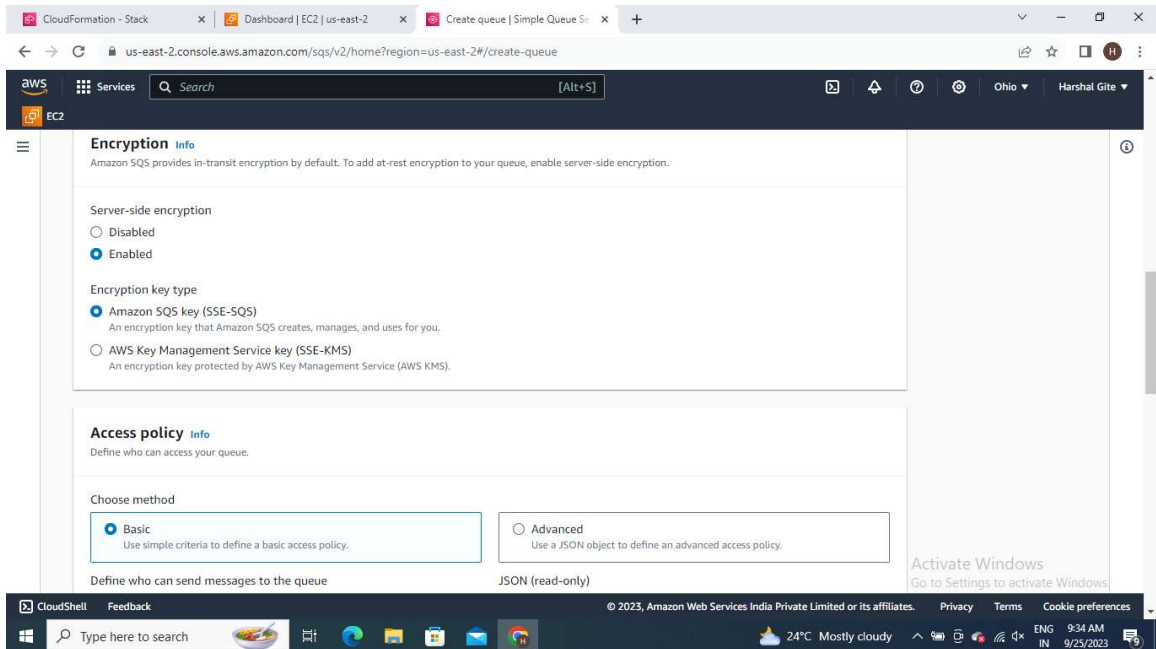 CloudFormation - Stack
Dashboard | EC2 | us-east-2
Create queue | Simple Queue Se
us-east-2.console.aws.amazon.com/sqs/v2/home?region=us-east-2#/create-queue
H
aws
Services
Search
[Alt+S]
Ohio
Harshal Gite
EC2
Encryption Info
Amazon SQS provides in-transit encryption by default. To add at-rest encryption to your queue, enable server-side encryption.
Server-side encryption
Disabled
Enabled
Encryption key type
Amazon SQS key (SSE-SQS)
An encryption key that Amazon SQS creates, manages, and uses for you.
AWS Key Management Service key (SSE-KMS)
An encryption key protected by AWS Key Management Service (AWS KMS).
Access policy Info
Define who can access your queue.
Choose method
Basic
Use simple criteria to define a basic access policy.
Advanced
Use a JSON object to define an advanced access policy.
Define who can send messages to the queue
JSON (read-only)
Activate Windows
Go to Settings to activate Windows.
CloudShell
Feedback
© 2023, Amazon Web Services India Private Limited or its affiliates.
Privacy
Terms
Cookie preferences
Type here to search
24°C Mostly cloudy
ENG
IN
9:34 AM
9/25/2023
9